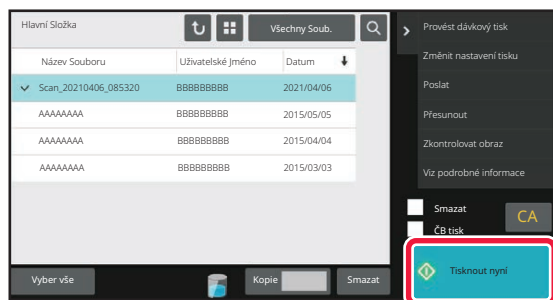 Hlavní Složka
Všechny Soub.
Název Souboru Uživatelské Jméno Datum
Scan_20210406_085320 BBBBBBBBB 2021/04/06
AAAAAAAA BBBBBBBBB 2015/05/05
AAAAAAAA BBBBBBBBB 2015/04/04
AAAAAAAA BBBBBBBBB 2015/03/03
Vyber vše
Kopie
Smazat
Provést dávkový tisk
Změnit nastavení tisku
Poslat
Přesunout
Zkontrolovat obraz
Viz podrobné informace
Smazat
ČB tisk
CA
Tisknout nyní